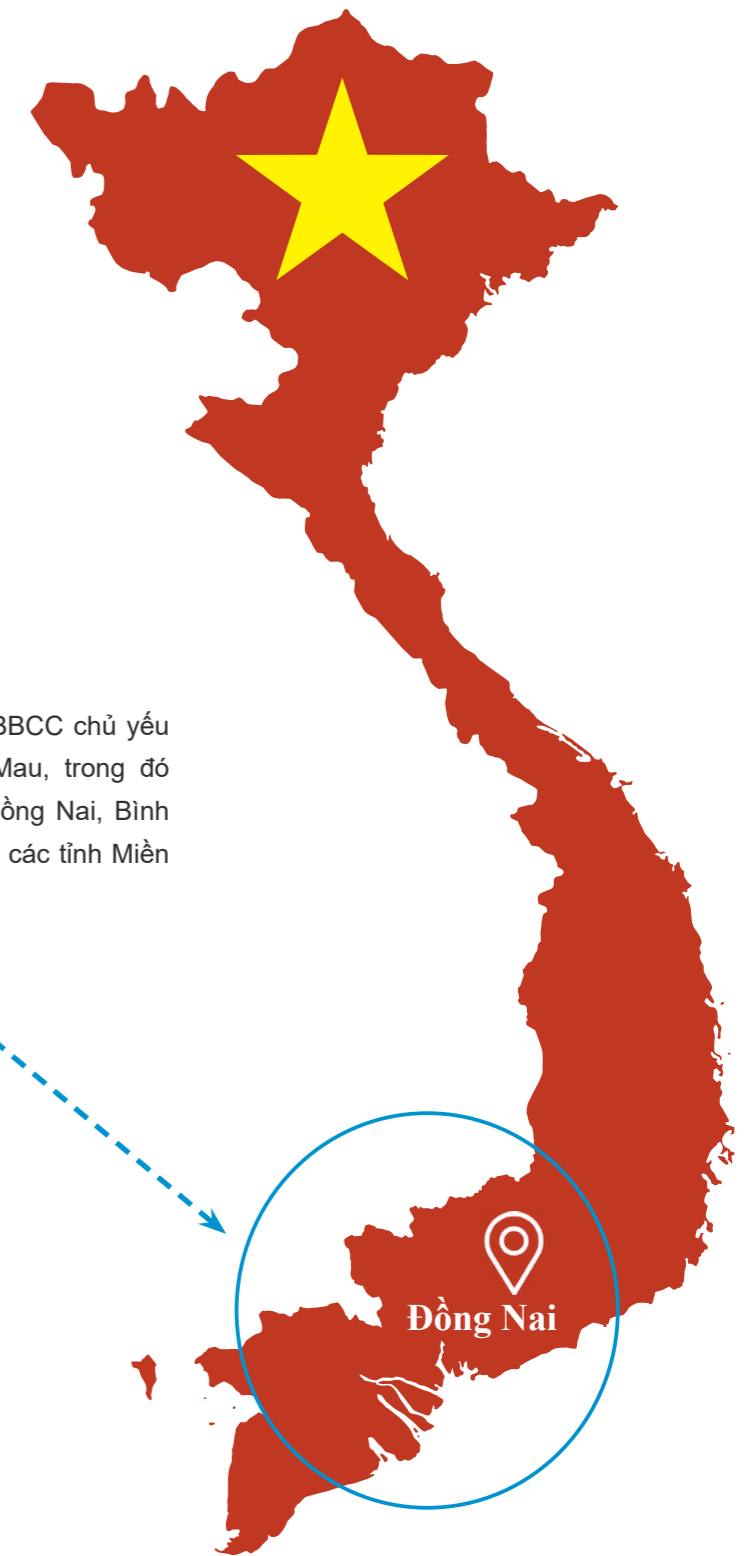 BBCC chủ yếu
Mau, trong đó
ồng Nai, Bình
các tỉnh Miền
Đồng Nai